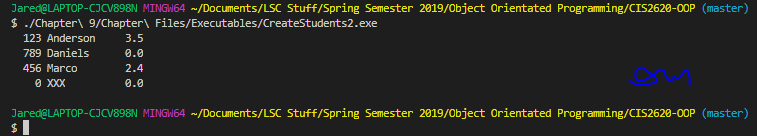 Jared@LAPTOP-CJCV898N MINGW64 ~/Documents/LSC Stuff/Spring Semester 2019/Object Orientated Programming/CIS2620-OOP (master)
$ ./Chapter\ 9/Chapter\ Files/Executables/CreateStudents2.exe
123 Anderson 3.5
789 Daniels 0.0
456 Marco 2.4
0 XXX 0.0
Jared@LAPTOP-CJCV898N MINGW64 ~/Documents/LSC Stuff/Spring Semester 2019/Object Orientated Programming/CIS2620-OOP (master)
$